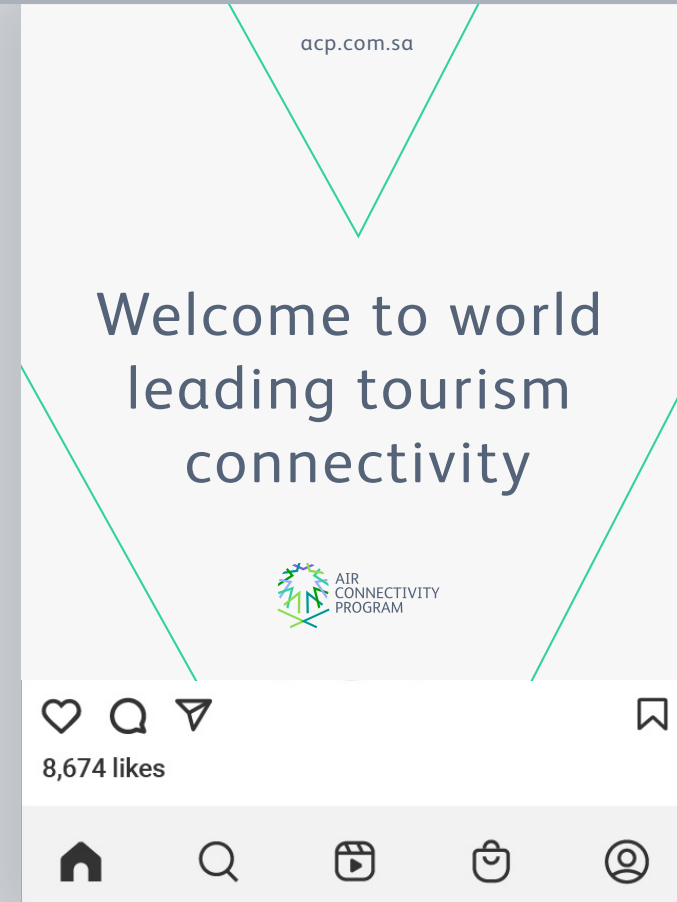 acp.com.sa
Welcome to world
leading tourism
connectivity
AIR
CONNECTIVITY
PROGRAM
8,674 likes